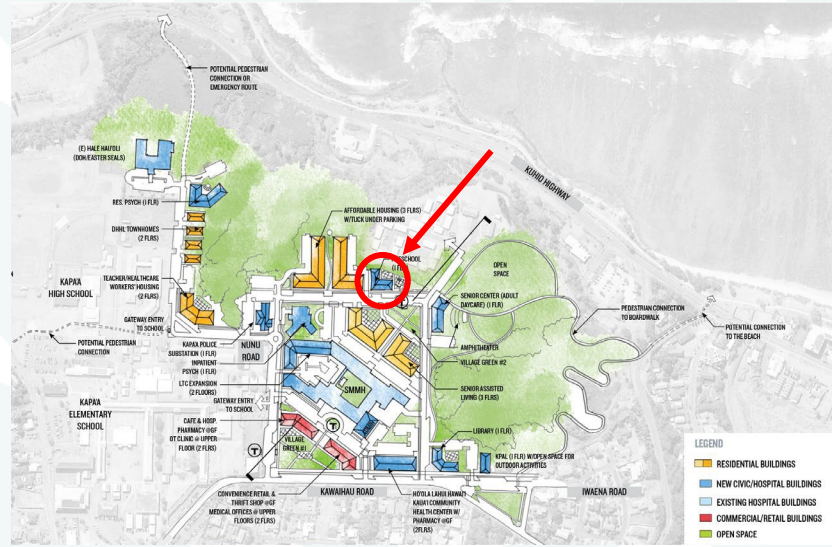 POTENTIAL PEDESTRIAN
CONNECTION OR
EMERGENCY ROUTE
(E) HALE HAU'OLI
(DOH/EASTER SEALS)
RES. PSYCH (1 FLR)
DHHL TOWNHOMES
(2 FLRS)
TEACHER/HEALTHCARE
WORKERS' HOUSING
(2 FLRS)
KAPA'A
HIGH SCHOOL
GATEWAY ENTRY
TO SCHOOL
POTENTIAL PEDESTRIAN
CONNECTION
KAPAA POLICE
SUBSTATION (1 FLR)
NUNU
ROAD
INPATIENT
PSYCH (1 FLR)
LTC EXPANSION
(2 FLOORS)
GATEWAY ENTRY
TO SCHOOL
KAPA'A
ELEMENTARY
SCHOOL
CAFE & HOSP.
PHARMACY @GF
OT CLINIC @ UPPER
FLOOR (2 FLRS)
VILLAGE
GREEN #1
T
T
SMMH
CONVENIENCE RETAIL &
THRIFT SHOP @GF
MEDICAL OFFICES @ UPPER
FLOORS (2 FLRS)
KAWAIHAU ROAD
HO'OLA LAHUI HAWAI'I
KAUAI COMMUNITY
HEALTH CENTER W/
PHARMACY @GF
(2FLRS)
AFFORDABLE HOUSING (3 FLRS)
W/TUCK UNDER PARKING
KUHIO HIGHWAY
OPEN
SPACE
SENIOR CENTER (ADULT
DAYCARE) (1 FLR)
AMPHITHEATER
VILLAGE GREEN #2
SENIOR ASSISTED
LIVING (3 FLRS)
PEDESTRIAN CONNECTION
TO BOARDWALK
POTENTIAL CONNECTION
TO THE BEACH
LIBRARY (1 FLR)
KPAL (1 FLR) W/OPEN SPACE FOR
OUTDOOR ACTIVITIES
IWAENA ROAD
LEGEND
RESIDENTIAL BUILDINGS
NEW CIVIC/HOSPITAL BUILDINGS
EXISTING HOSPITAL BUILDINGS
COMMERCIAL/RETAIL BUILDINGS
OPEN SPACE